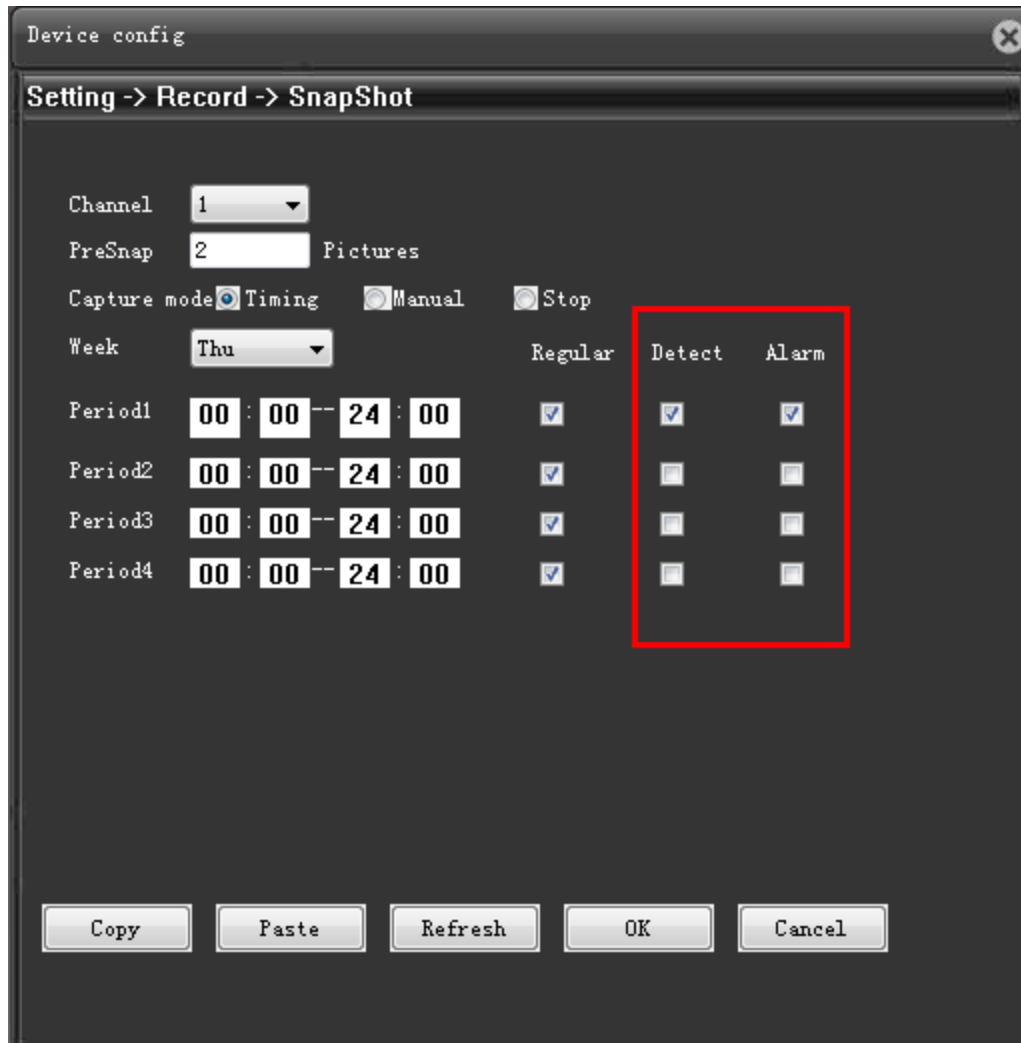 Device config
Setting -> Record -> SnapShot
Channel 1
PreSnap 2 Pictures
Capture mode Timing Manual Stop
Week Thu Regular Detect Alarm
Period1 00 : 00 -- 24 : 00
Period2 00 : 00 -- 24 : 00
Period3 00 : 00 -- 24 : 00
Period4 00 : 00 -- 24 : 00
Copy Paste Refresh OK Cancel